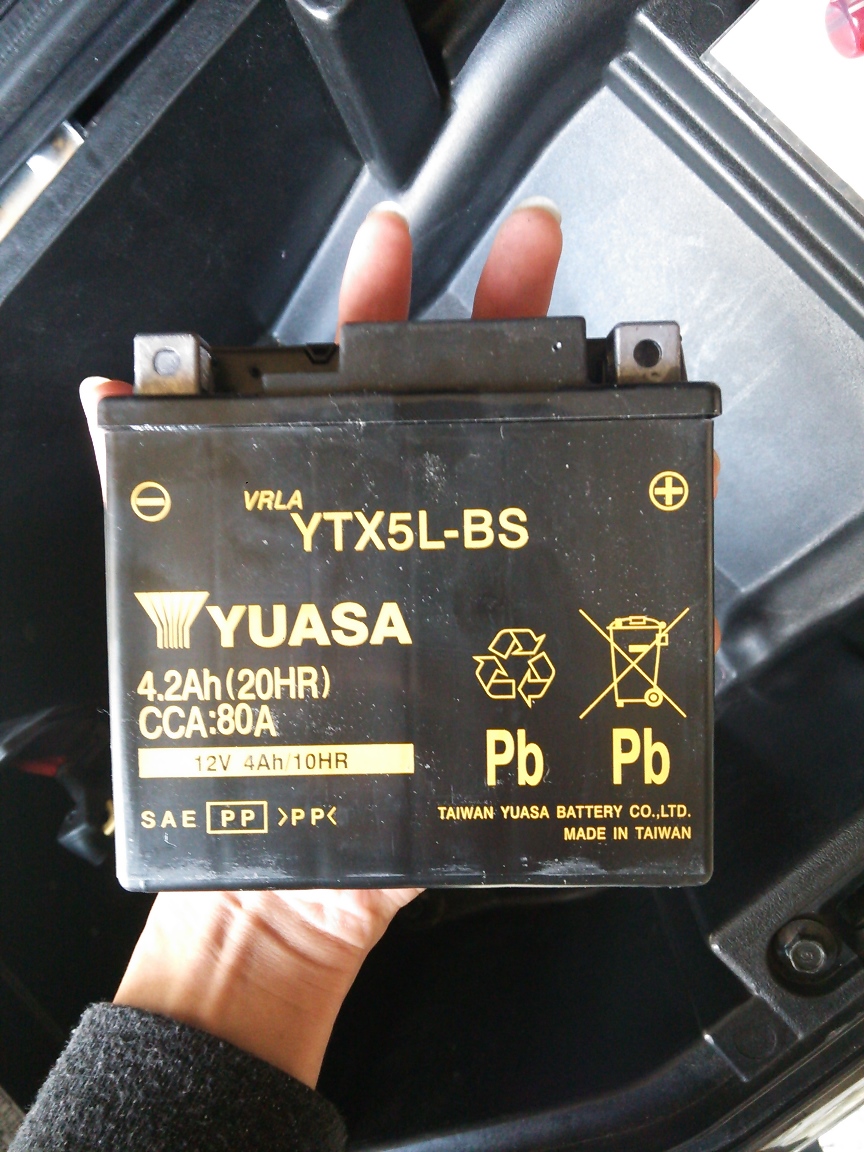 VRLA
YTX5L-BS
YUASA
4.2Ah(20HR)
CCA:80A
12V 4Ah/10HR
SAE PP >PP<
Pb Pb
TAIWAN YUASA BATTERY CO.,LTD.
MADE IN TAIWAN